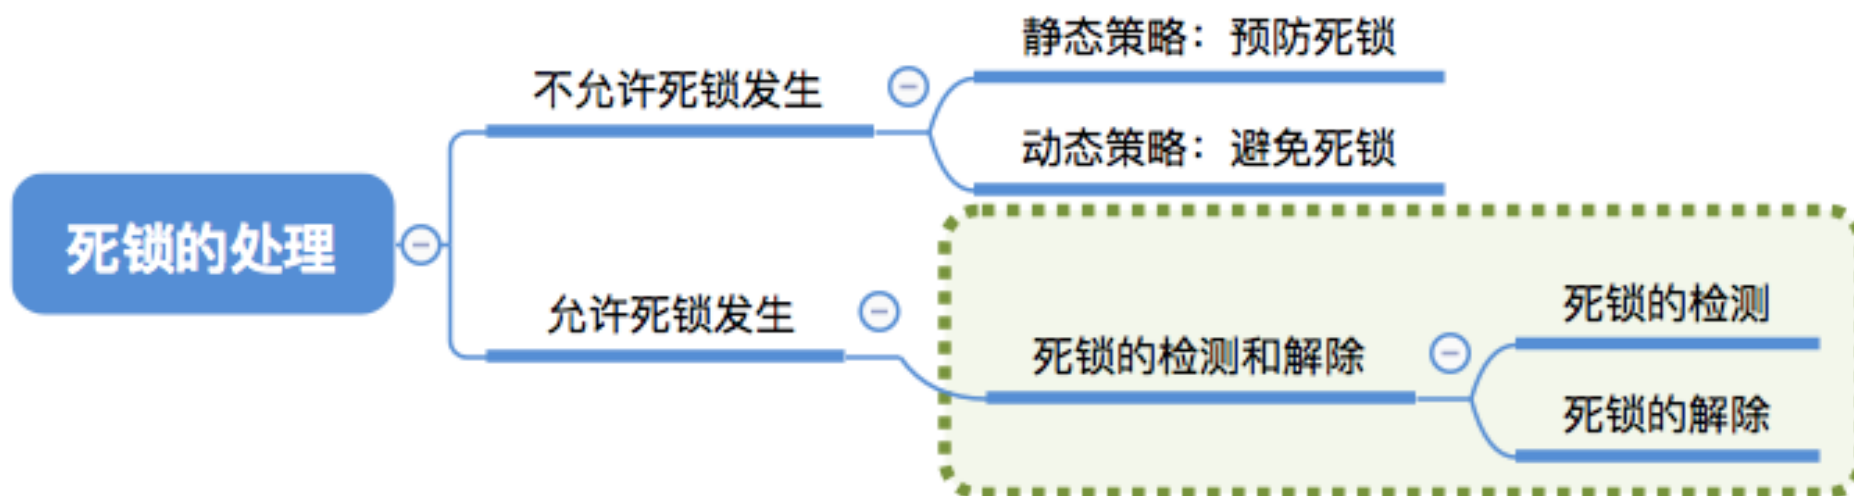 死锁的处理
不允许死锁发生
静态策略：预防死锁
动态策略：避免死锁
允许死锁发生
死锁的检测和解除
死锁的检测
死锁的解除